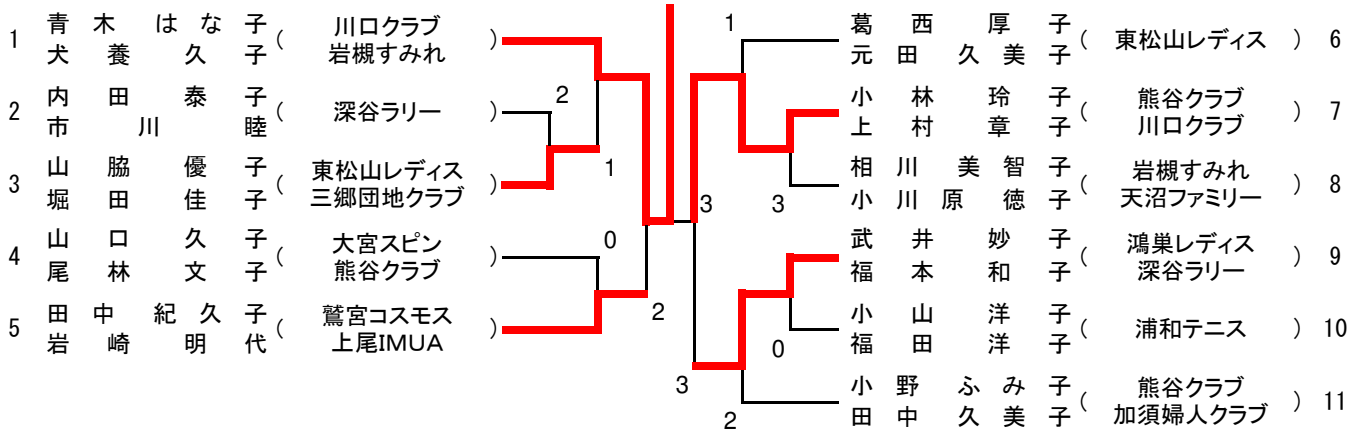 1 青木はな子 ( 川口クラブ )
犬養久子 岩槻すみれ
2 内田泰子 ( 深谷ラリー )
市川睦
3 山脇優子 ( 東松山レディス )
堀田佳子 三郷団地クラブ
4 山口久子 ( 大宮スピン )
尾林文子 熊谷クラブ
5 田中紀久子 ( 鷲宮コスモス )
岩崎明代 上尾IMUA
2
1
0
2
1
3
3
0
3
2
葛西厚子 ( 東松山レディス ) 6
元田久美子
小林玲子 ( 熊谷クラブ ) 7
上村章子 川口クラブ
相川美智子 ( 岩槻すみれ ) 8
小川原徳子 天沼ファミリー
武井妙子 ( 鴻巣レディス ) 9
福本和子 深谷ラリー
小山洋子 ( 浦和テニス ) 10
福田洋子
小野ふみ子 ( 熊谷クラブ ) 11
田中久美子 加須婦人クラブ